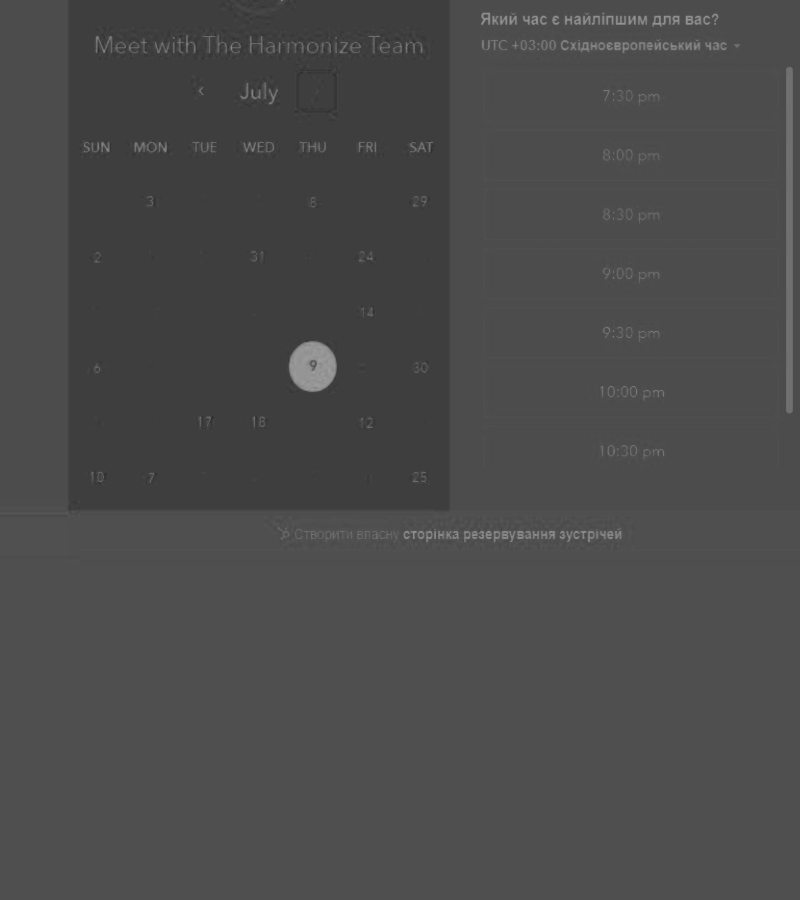 Meet with The Harmonize Team
‹ July ›
SUN MON TUE WED THU FRI SAT
3 8 29
2 31 24
14
6 9 30
17 18 12
10 7 25
Який час є найліпшим для вас?
UTC +03:00 Східноєвропейський час
7:30 pm
8:00 pm
8:30 pm
9:00 pm
9:30 pm
10:00 pm
10:30 pm
Створити власну сторінка резервування зустрічей